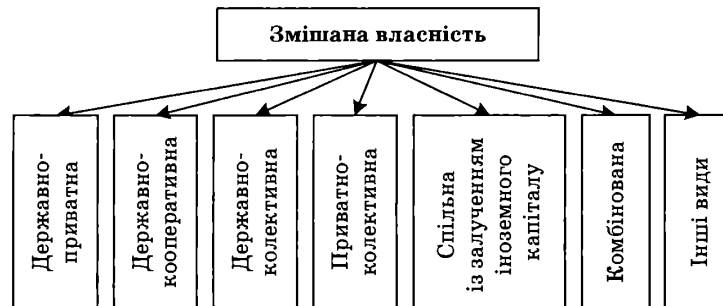 Змішана власність
Державно-
приватна
Державно-
кооперативна
Державно-
колективна
Приватно-
колективна
Спільна
із залученням
іноземного
капіталу
Комбінована
Інші види